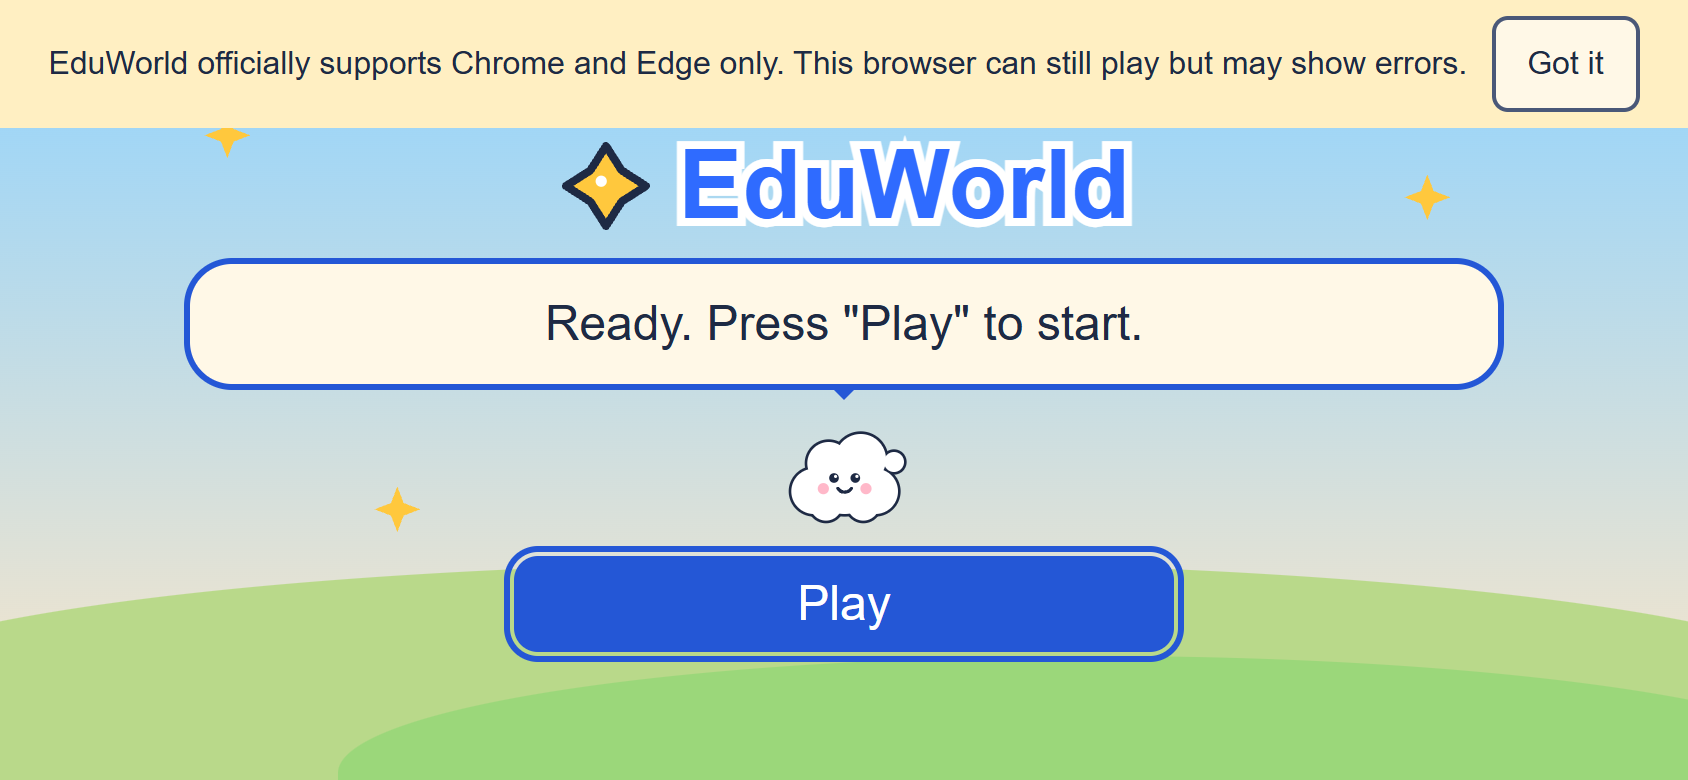 EduWorld officially supports Chrome and Edge only. This browser can still play but may show errors.
Got it
EduWorld
Ready. Press "Play" to start.
Play